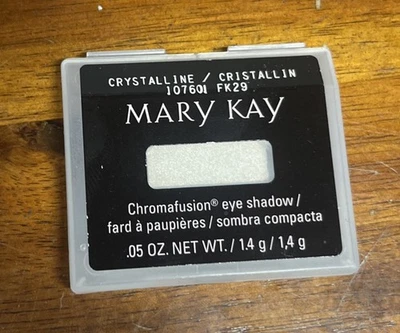 CRYSTALLINE / CRISTALLIN
107601 FK29
MARY KAY
Chromafusion® eye shadow /
fard à paupières / sombra compacta
.05 OZ. NET WT. / 1.4 g / 1,4 g